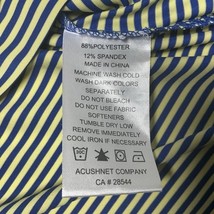 88%POLYESTER
12% SPANDEX
MADE IN CHINA
MACHINE WASH COLD
WASH DARK COLORS
SEPARATELY
DO NOT BLEACH
DO NOT USE
SOFTENERS
TUMBLE DRY LOW
REMOVE IMMEDIATELY
COOL IRON IF NECESSARY
ACUSHNET COMPANY
CA # 28544